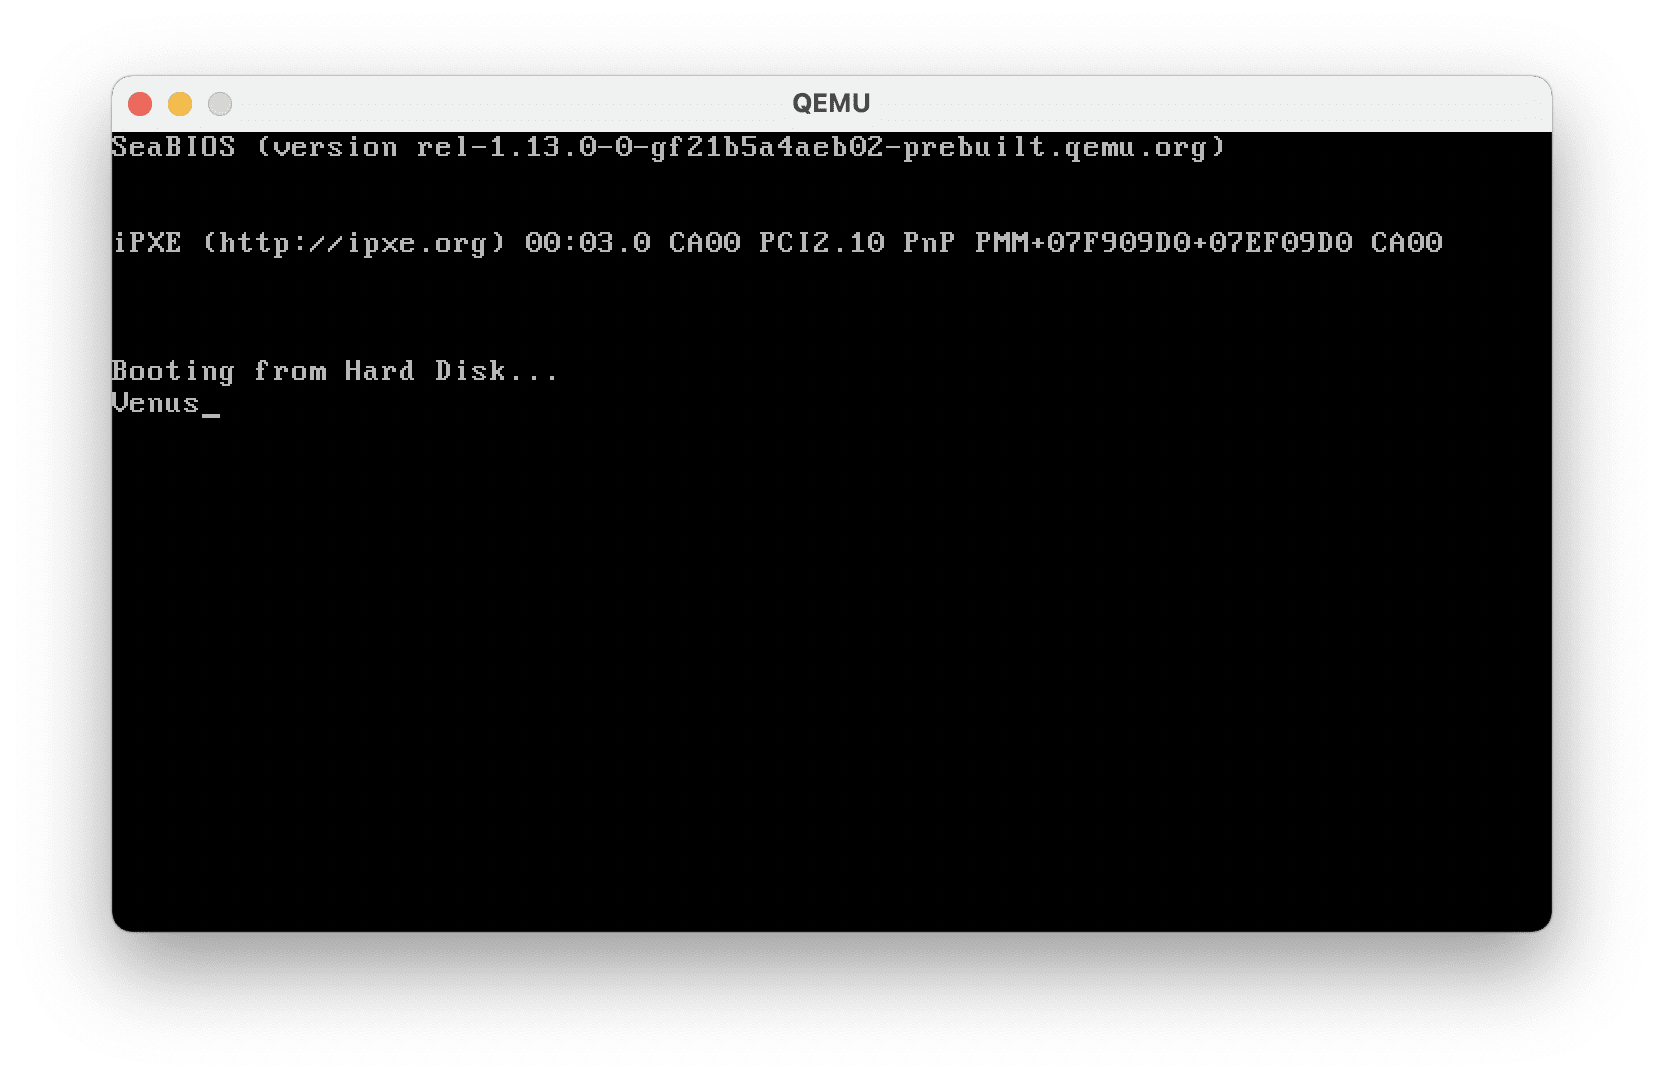 QEMU
SeaBIOS (version rel-1.13.0-0-gf21b5a4aeb02-prebuilt.qemu.org)
iPXE (http://ipxe.org) 00:03.0 CA00 PCI2.10 PnP PMM+07F909D0+07EF09D0 CA00
Booting from Hard Disk...
Venus_